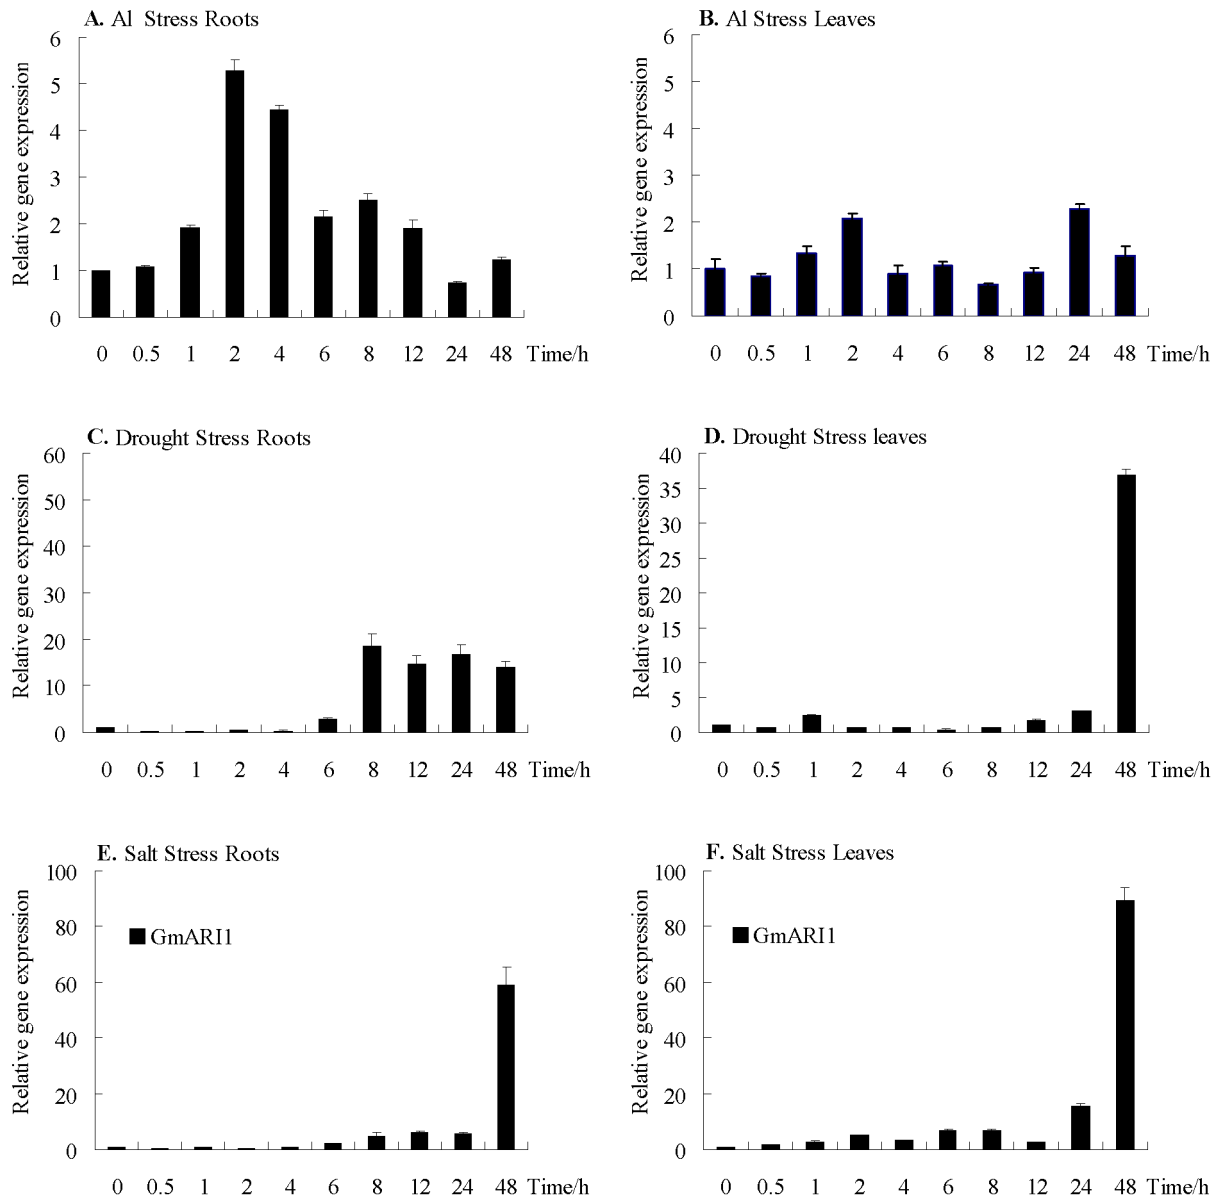 A. Al Stress Roots
Relative gene expression
6
5
4
3
2
1
0
0 0.5 1 2 4 6 8 12 24 48 Time/h
B. Al Stress Leaves
Relative gene expression
6
5
4
3
2
1
0
0 0.5 1 2 4 6 8 12 24 48 Time/h
C. Drought Stress Roots
Relative gene expression
60
50
40
30
20
10
0
0 0.5 1 2 4 6 8 12 24 48 Time/h
D. Drought Stress leaves
Relative gene expression
40
35
30
25
20
15
10
5
0
0 0.5 1 2 4 6 8 12 24 48 Time/h
E. Salt Stress Roots
Relative gene expression
100
80
60
40
20
0
GmARI1
0 0.5 1 2 4 6 8 12 24 48 Time/h
F. Salt Stress Leaves
Relative gene expression
100
80
60
40
20
0
GmARI1
0 0.5 1 2 4 6 8 12 24 48 Time/h